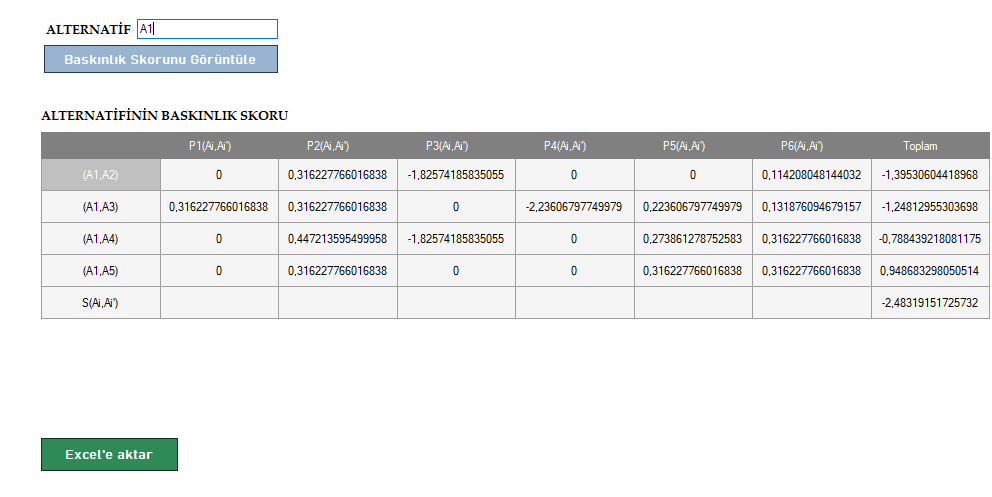 ALTERNATİF A1
Baskınlık Skorunu Görüntüle
ALTERNATİFİNİN BASKINLIK SKORU
P1(Ai,Ai') P2(Ai,Ai') P3(Ai,Ai') P4(Ai,Ai') P5(Ai,Ai') P6(Ai,Ai') Toplam
(A1,A2) 0 0,316227766016838 -1,82574185835055 0 0 0,114208048144032 -1,39530604418968
(A1,A3) 0,316227766016838 0,316227766016838 0 -2,23606797749979 0,223606797749979 0,131876094679157 -1,24812955303698
(A1,A4) 0 0,447213595499958 -1,82574185835055 0 0,273861278752583 0,316227766016838 -0,788439218081175
(A1,A5) 0 0,316227766016838 0 0 0,316227766016838 0,316227766016838 0,948683298050514
S(Ai,Ai') -2,48319151725732
Excel'e aktar